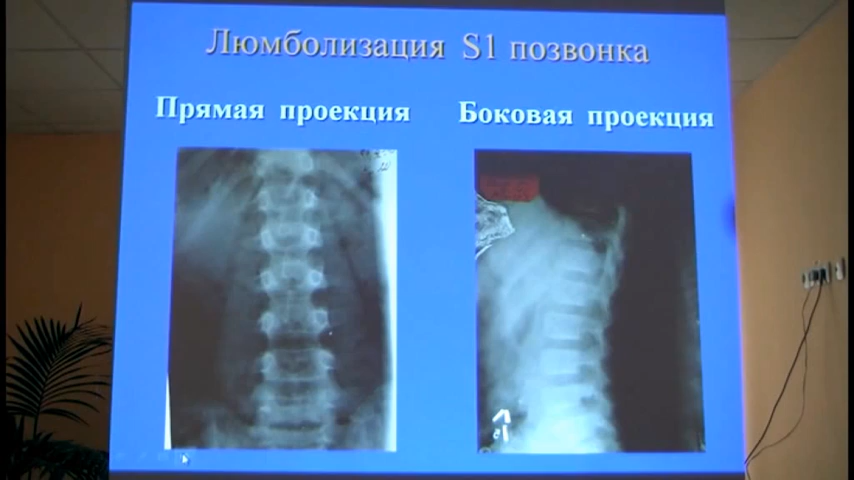 Люмболизация S1 позвонка
Прямая проекция
Боковая проекция